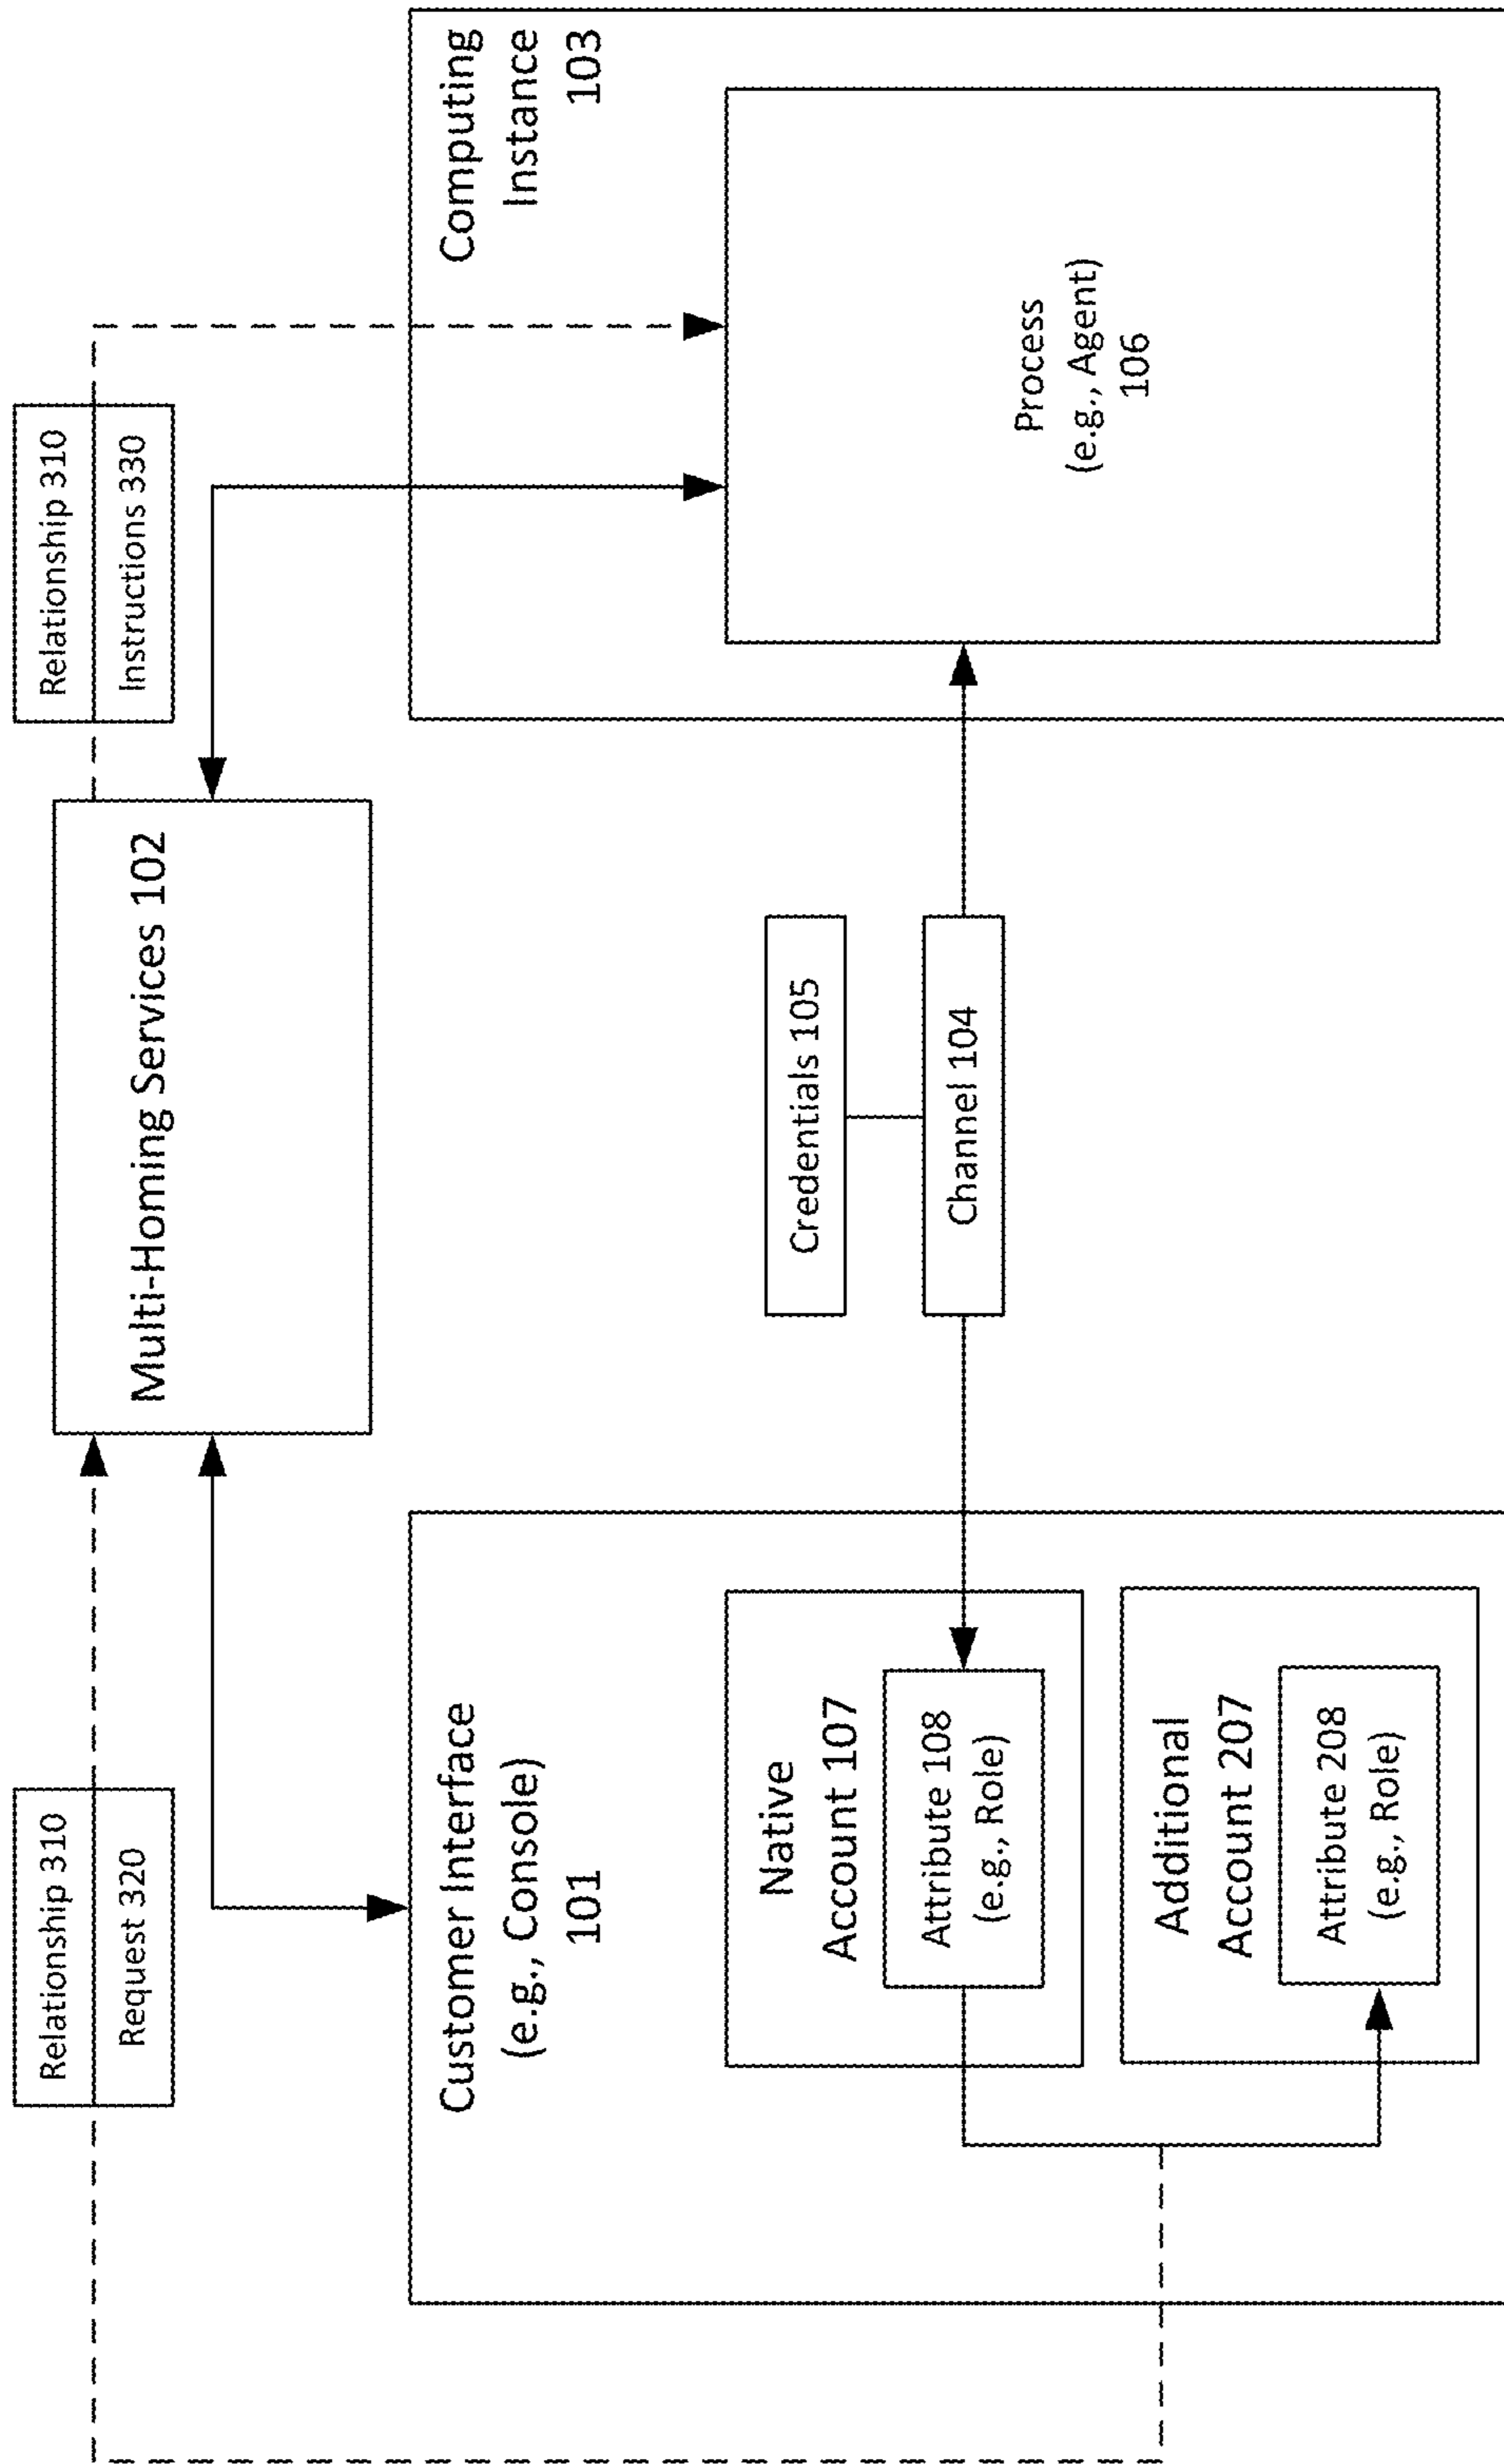 Relationship 310
Request 320
Relationship 310
Instructions 330
Multi-Homing Services 102
Customer Interface
(e.g., Console)
101
Native
Account 107
Attribute 108
(e.g., Role)
Additional
Account 207
Attribute 208
(e.g., Role)
Credentials 105
Channel 104
Computing
Instance
103
Process
(e.g., Agent)
106